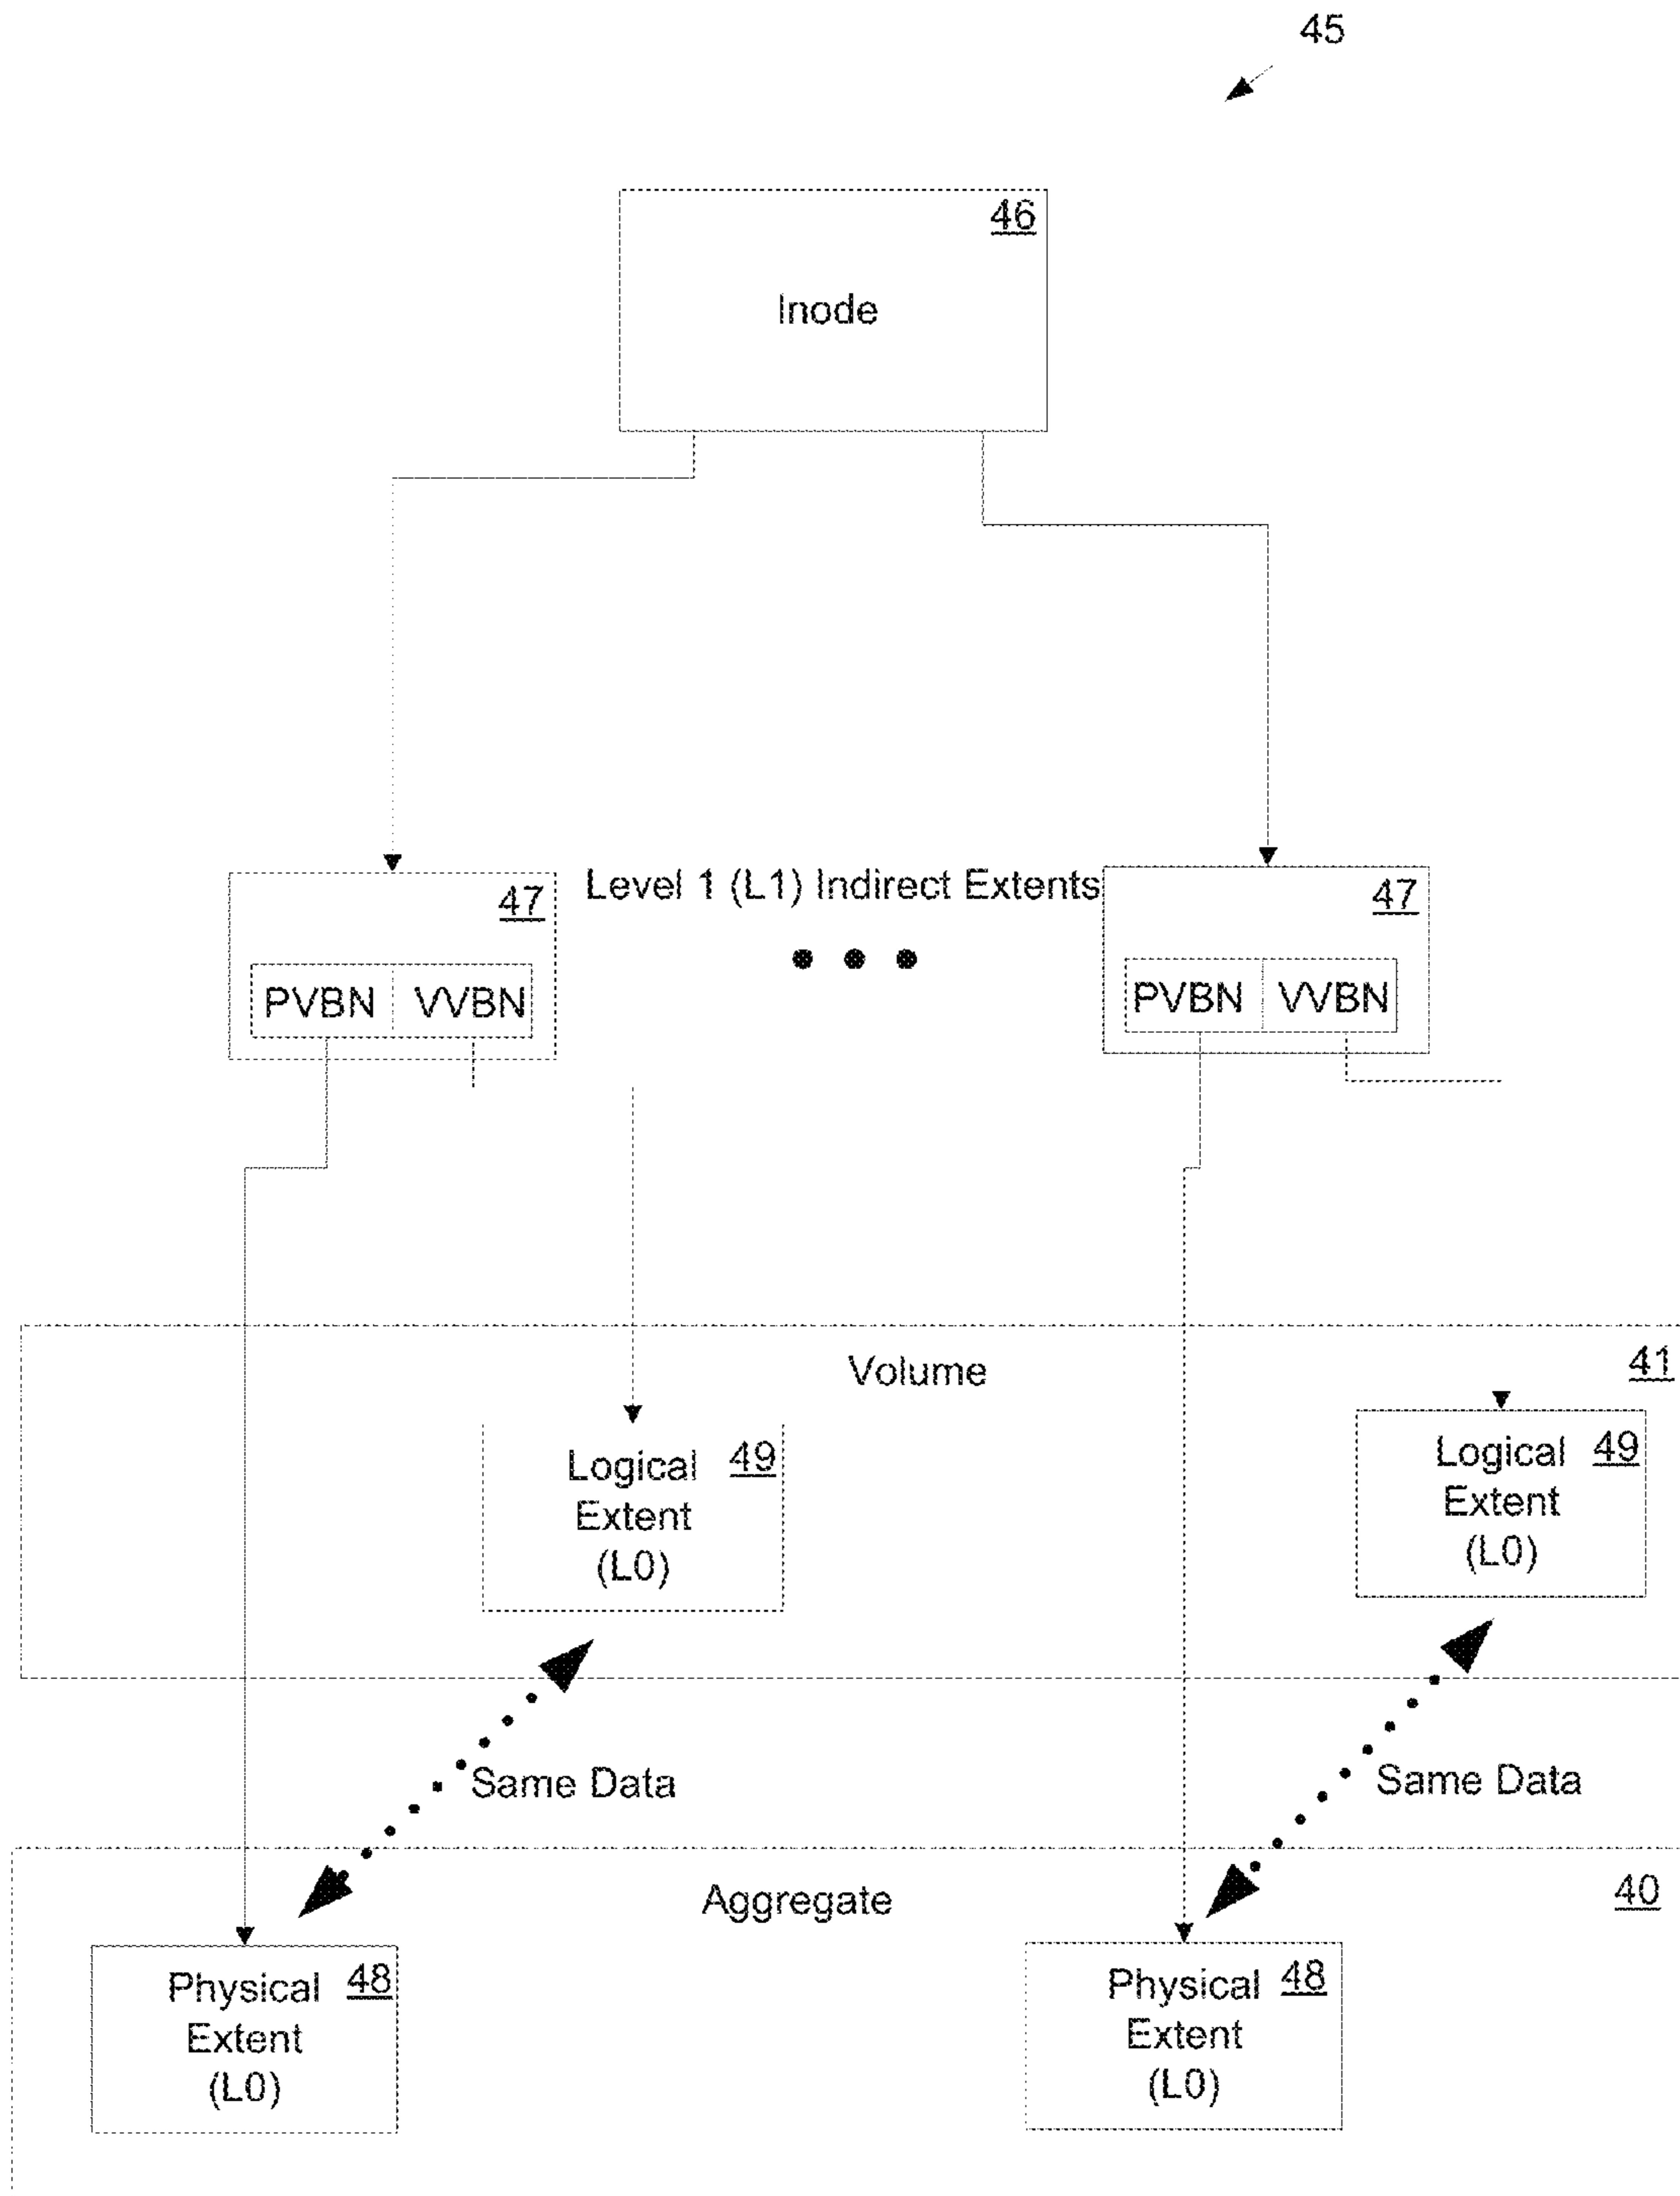 45
46
Inode
47
Level 1 (L1) Indirect Extents
47
PVBN VVBN
PVBN VVBN
Volume
41
Logical 49
Extent
(L0)
Logical 49
Extent
(L0)
Same Data
Same Data
Aggregate
40
Physical 48
Extent
(L0)
Physical 48
Extent
(L0)